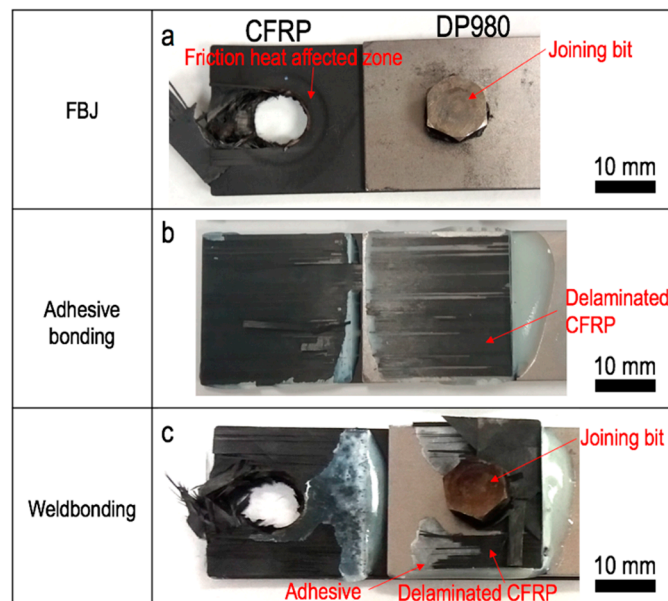 CFRP
DP980
a
Friction heat affected zone
Joining bit
FBJ
10 mm
b
Adhesive
bonding
Delaminated
CFRP
10 mm
c
Weldbonding
Joining bit
10 mm
Adhesive
Delaminated CFRP